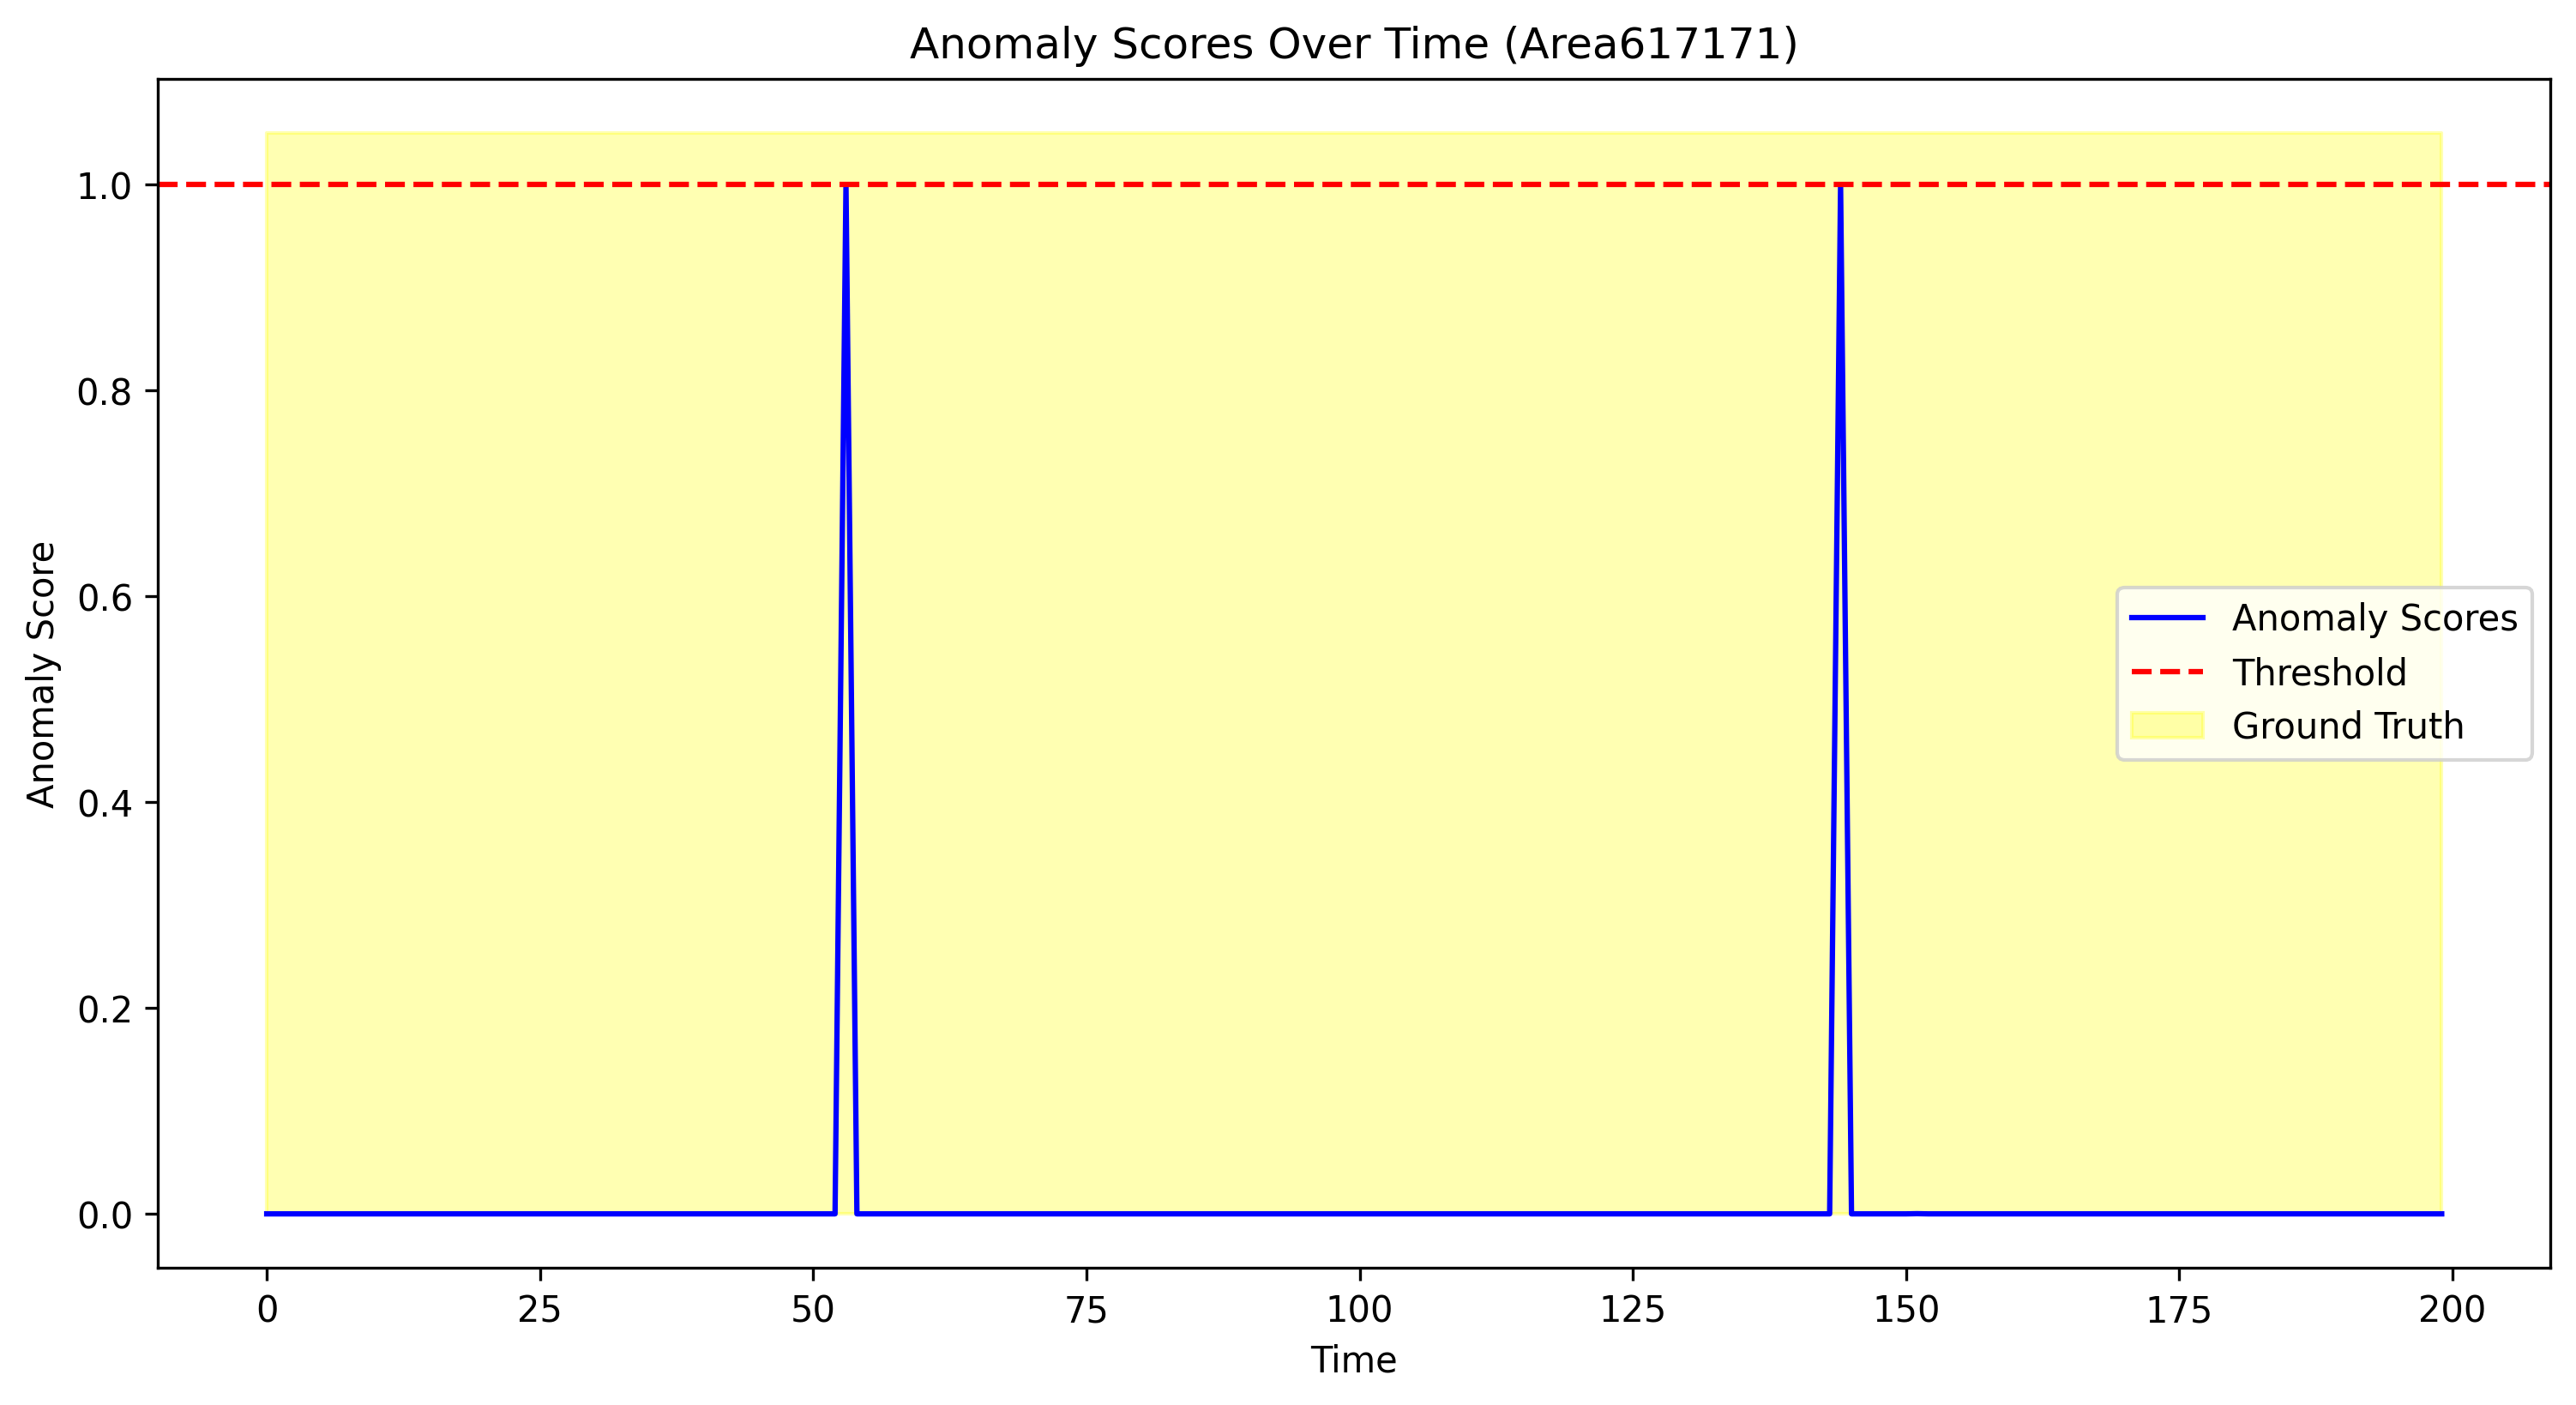 Anomaly Scores Over Time (Area617171)
1.0
0.8
0.6
0.4
0.2
0.0
Anomaly Score
Anomaly Scores
Threshold
Ground Truth
0 25 50 75 100 125 150 175 200
Time